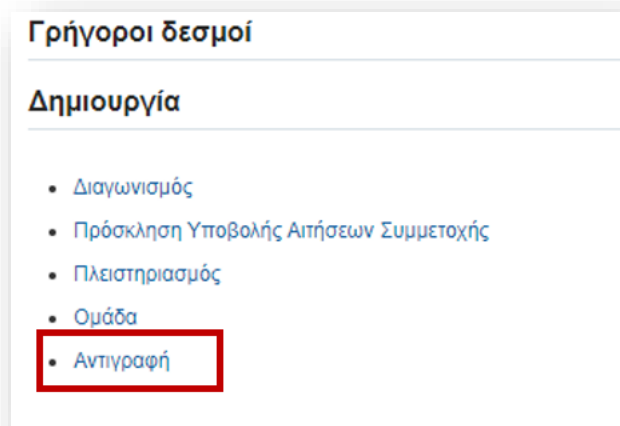 Γρήγοροι δεσμοί
Δημιουργία
Διαγωνισμός
Πρόσκληση Υποβολής Αιτήσεων Συμμετοχής
Πλειστηριασμός
Ομάδα
Αντιγραφή